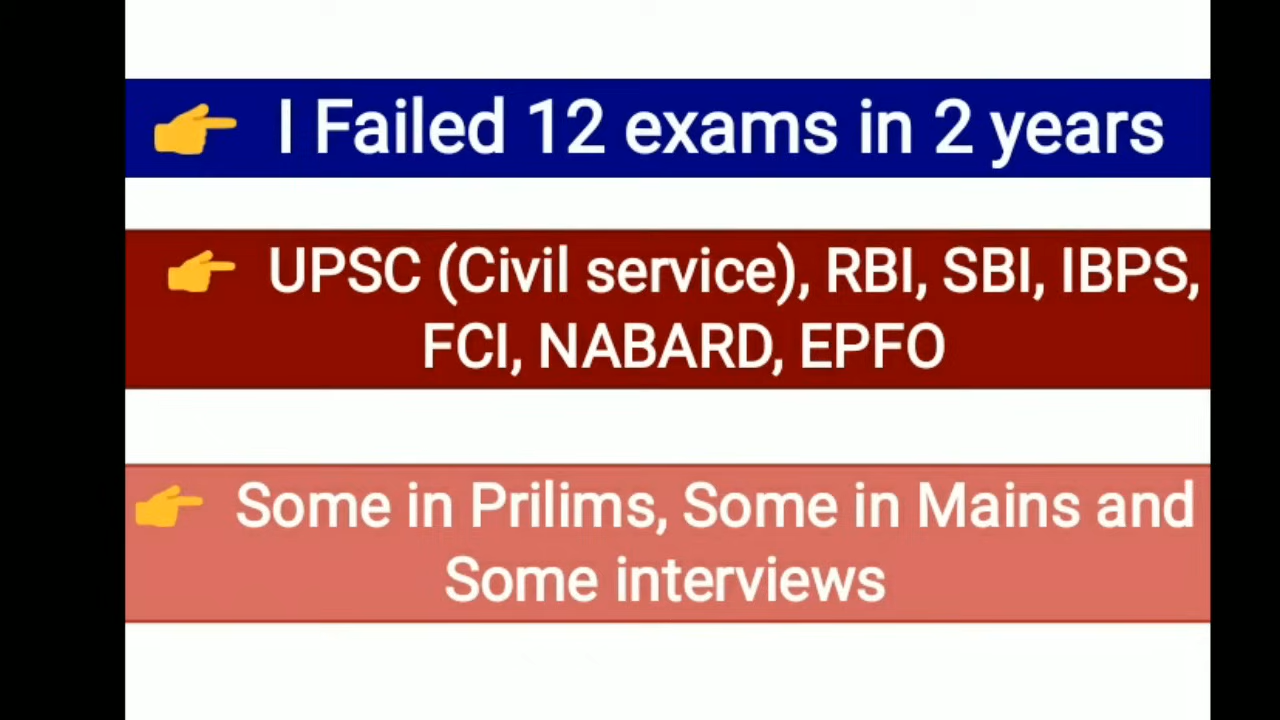 👉 I Failed 12 exams in 2 years
👉 UPSC (Civil service), RBI, SBI, IBPS,
FCI, NABARD, EPFO
👉 Some in Prilims, Some in Mains and
Some interviews